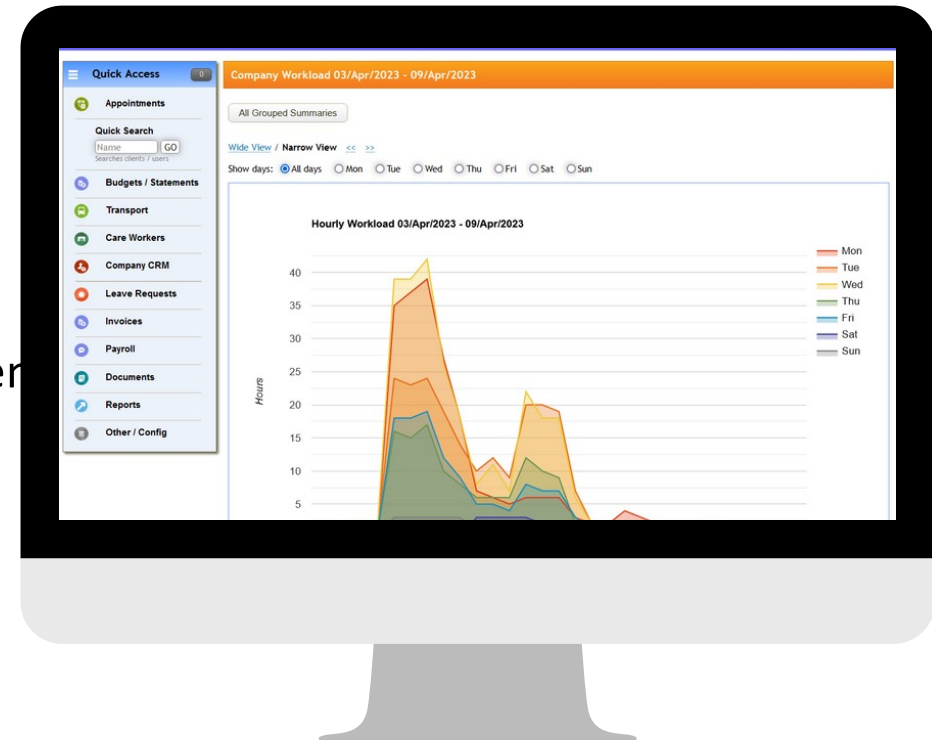 Quick Access 0
Appointments
Quick Search
Name GO
Searches clients / users
Budgets / Statements
Transport
Care Workers
Company CRM
Leave Requests
Invoices
Payroll
Documents
Reports
Other / Config
Company Workload 03/Apr/2023 - 09/Apr/2023
All Grouped Summaries
Wide View / Narrow View << >>
Show days: All days Mon Tue Wed Thu Fri Sat Sun
Hourly Workload 03/Apr/2023 - 09/Apr/2023
Hours
40
35
30
25
20
15
10
5
Mon
Tue
Wed
Thu
Fri
Sat
Sun